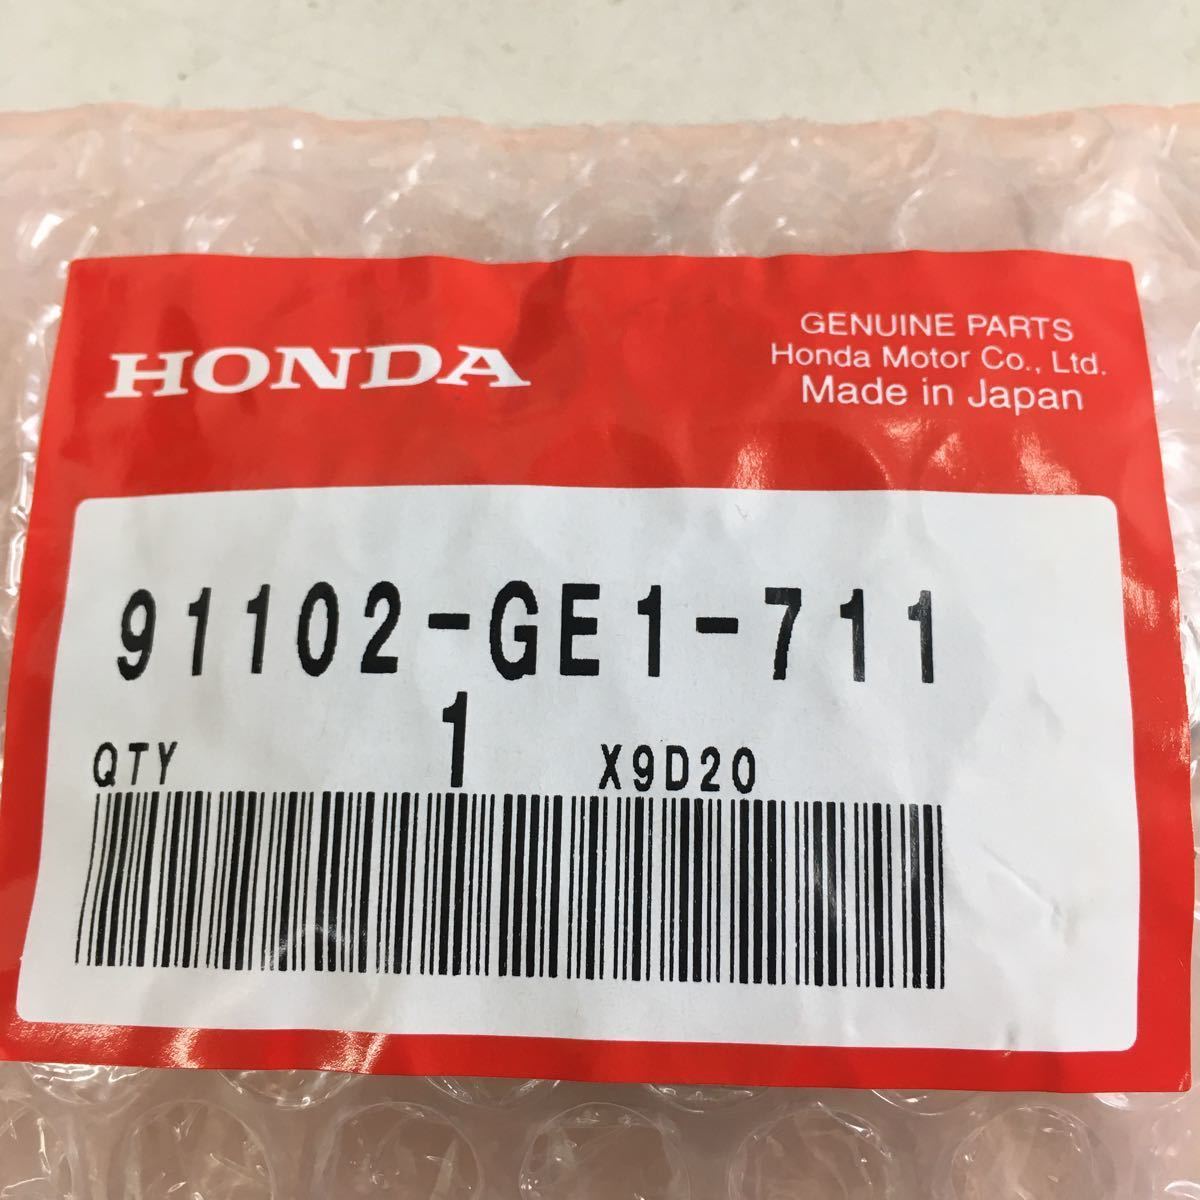 HONDA
GENUINE PARTS
Honda Motor Co., Ltd.
Made in Japan
91102-GE1-711
QTY 1 X9D20